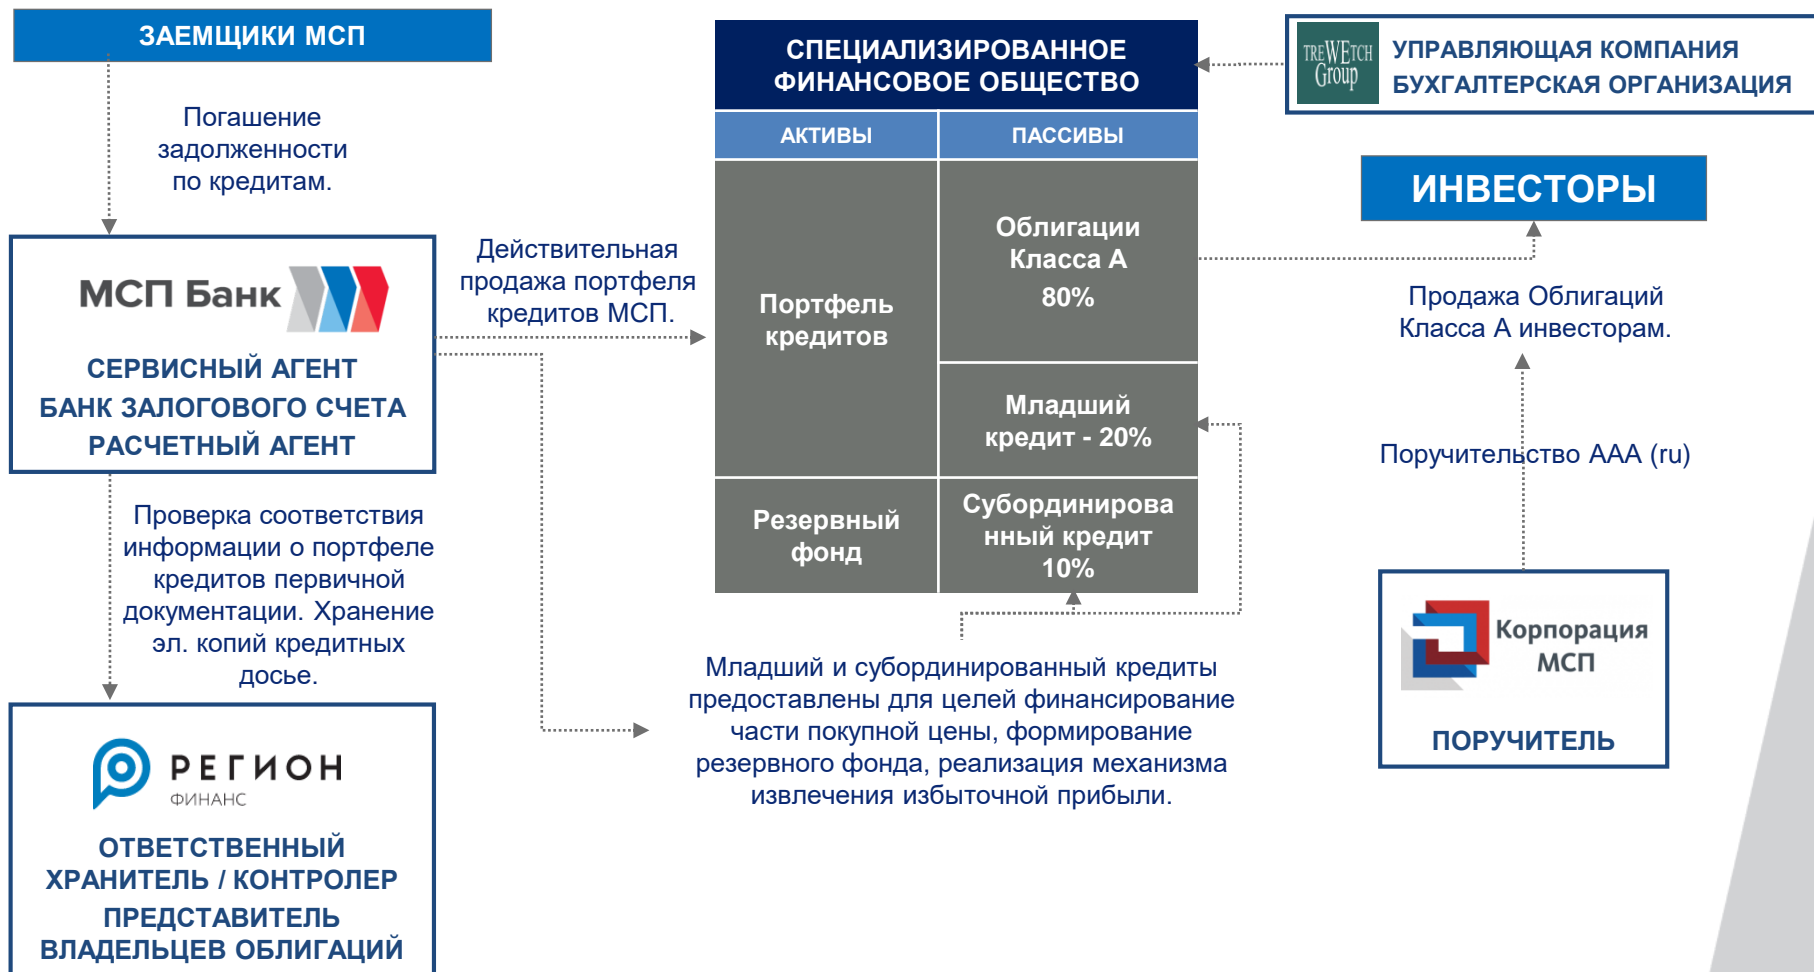 ЗАЕМЩИКИ МСП
Погашение
задолженности
по кредитам.
МСП Банк
СЕРВИСНЫЙ АГЕНТ
БАНК ЗАЛОГОВОГО СЧЕТА
РАСЧЕТНЫЙ АГЕНТ
Проверка соответствия
информации о портфеле
кредитов первичной
документации. Хранение
эл. копий кредитных
досье.
РЕГИОН
ФИНАНС
ОТВЕТСТВЕННЫЙ
ХРАНИТЕЛЬ / КОНТРОЛЕР
ПРЕДСТАВИТЕЛЬ
ВЛАДЕЛЬЦЕВ ОБЛИГАЦИЙ
Действительная
продажа портфеля
кредитов МСП.
СПЕЦИАЛИЗИРОВАННОЕ
ФИНАНСОВОЕ ОБЩЕСТВО
АКТИВЫ
ПАССИВЫ
Портфель
кредитов
Облигации
Класса А
80%
Младший
кредит - 20%
Резервный
фонд
Субординирова
нный кредит
10%
Младший и субординированный кредиты
предоставлены для целей финансирование
части покупной цены, формирование
резервного фонда, реализация механизма
извлечения избыточной прибыли.
TREWETCH
Group
УПРАВЛЯЮЩАЯ КОМПАНИЯ
БУХГАЛТЕРСКАЯ ОРГАНИЗАЦИЯ
ИНВЕСТОРЫ
Продажа Облигаций
Класса А инвесторам.
Поручительство ААА (ru)
Корпорация
МСП
ПОРУЧИТЕЛЬ